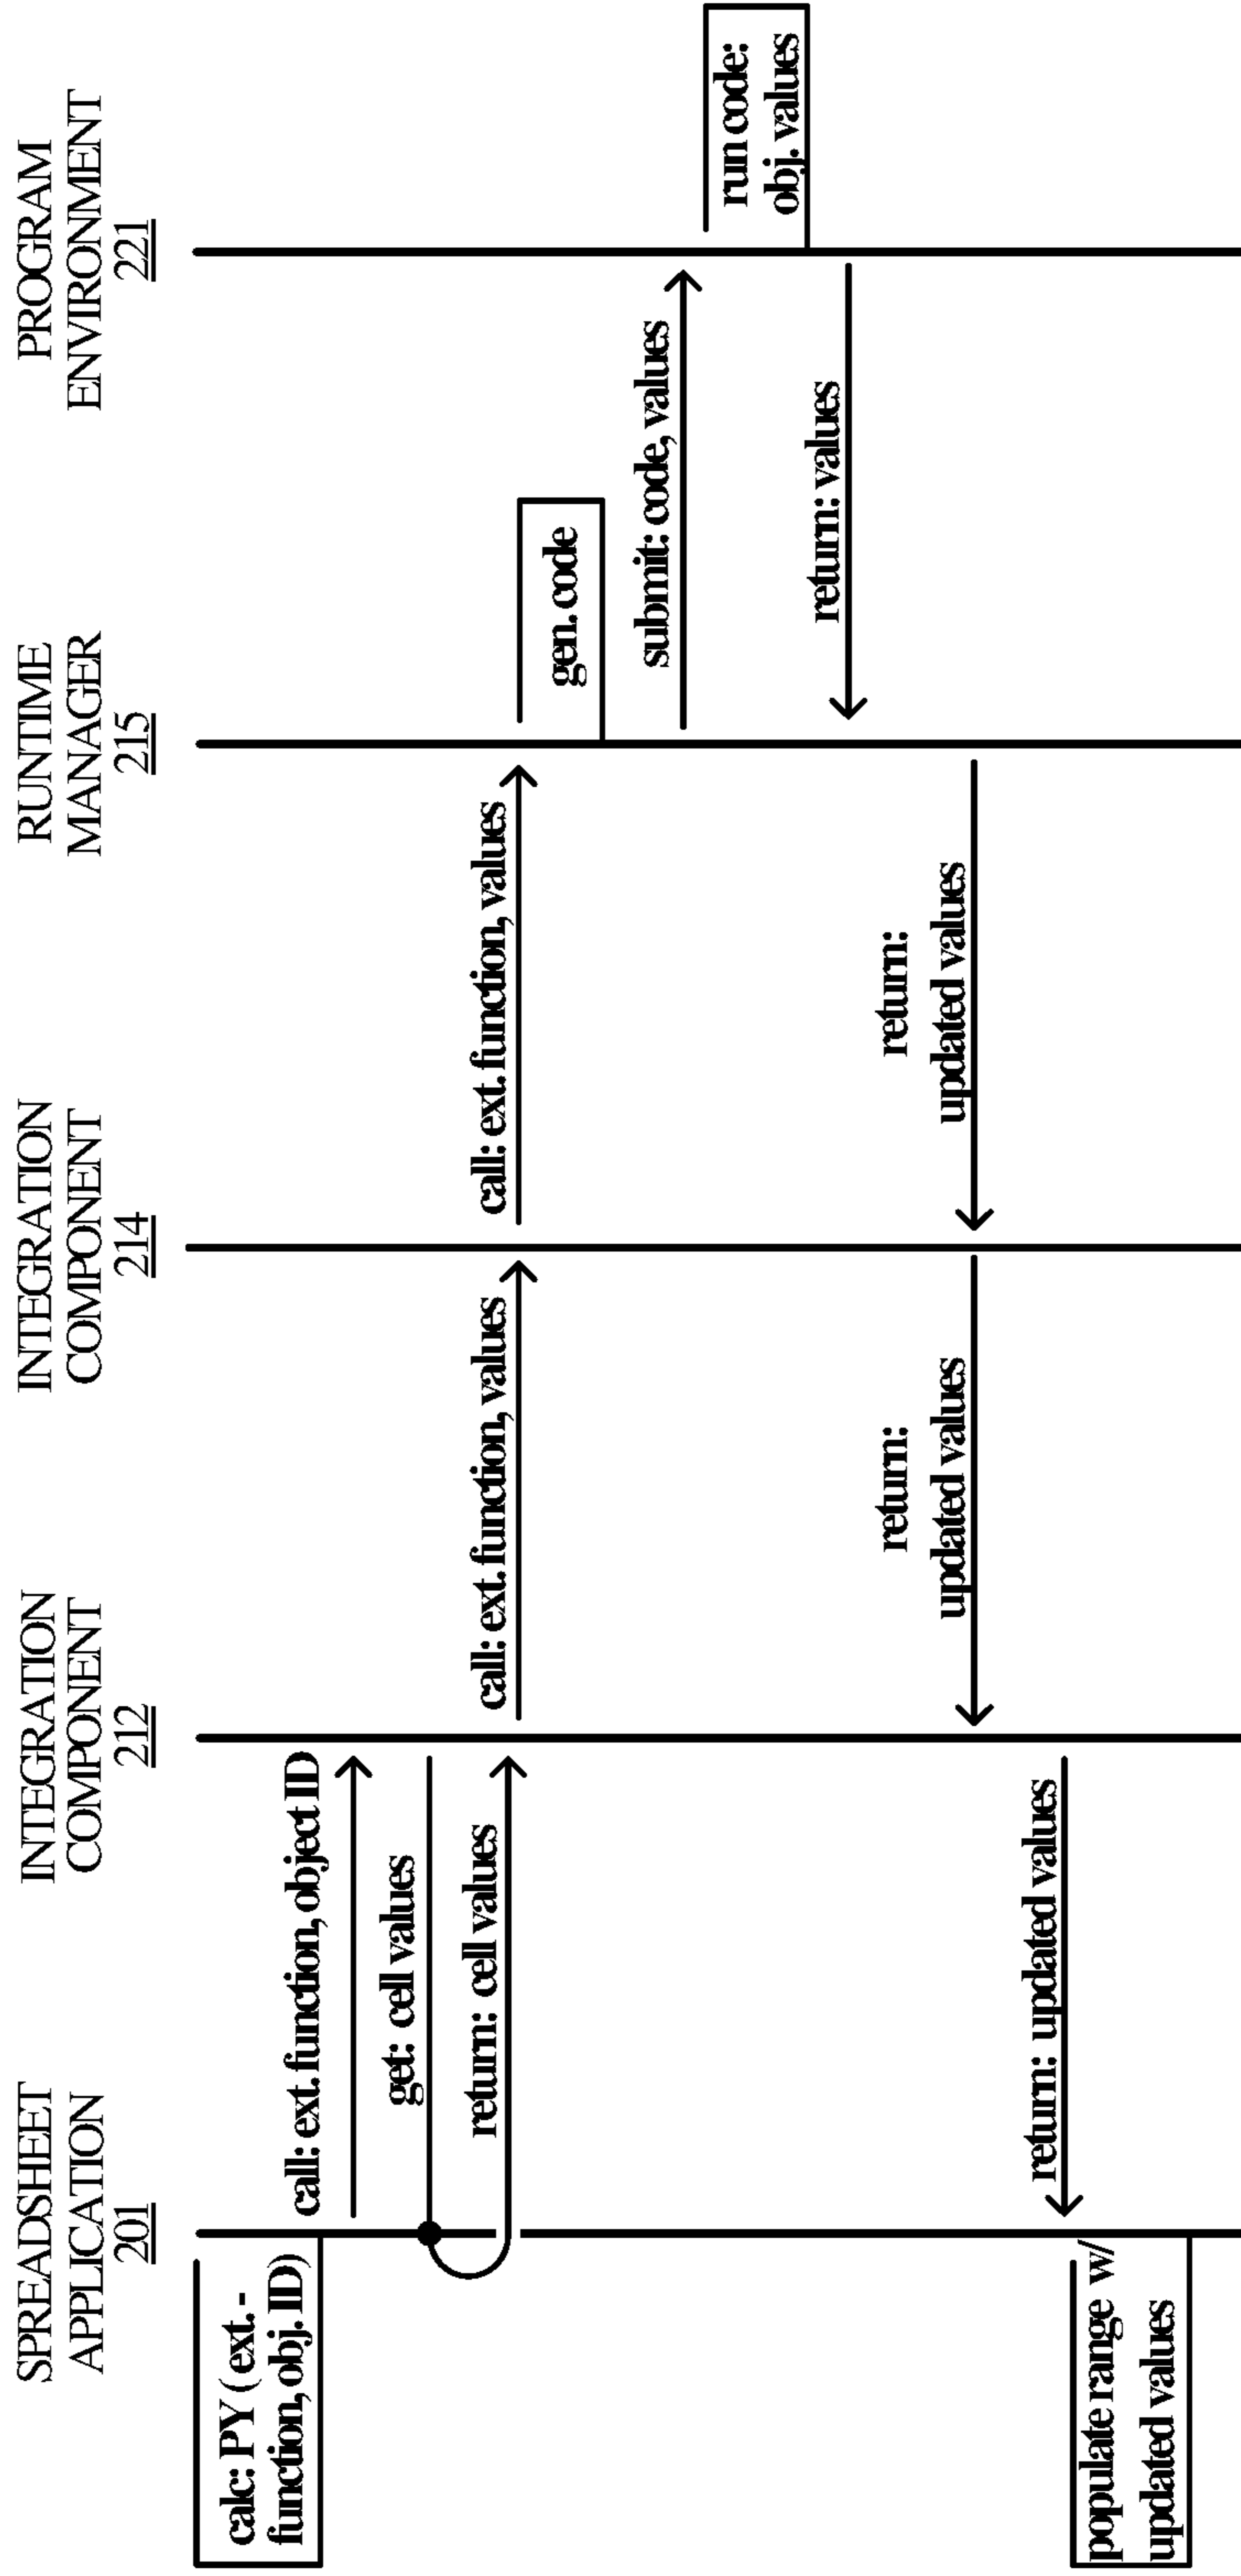 SPREADSHEET
APPLICATION
201
INTEGRATION
COMPONENT
212
INTEGRATION
COMPONENT
214
RUNTIME
MANAGER
215
PROGRAM
ENVIRONMENT
221
calc: PY ( ext. -
function, obj. ID)
call: ext. function, object ID
get: cell values
return: cell values
call: ext. function, values
call: ext. function, values
gen. code
submit: code, values
run code:
obj. values
return: values
return:
updated values
return:
updated values
return: updated values
populate range w/
updated values